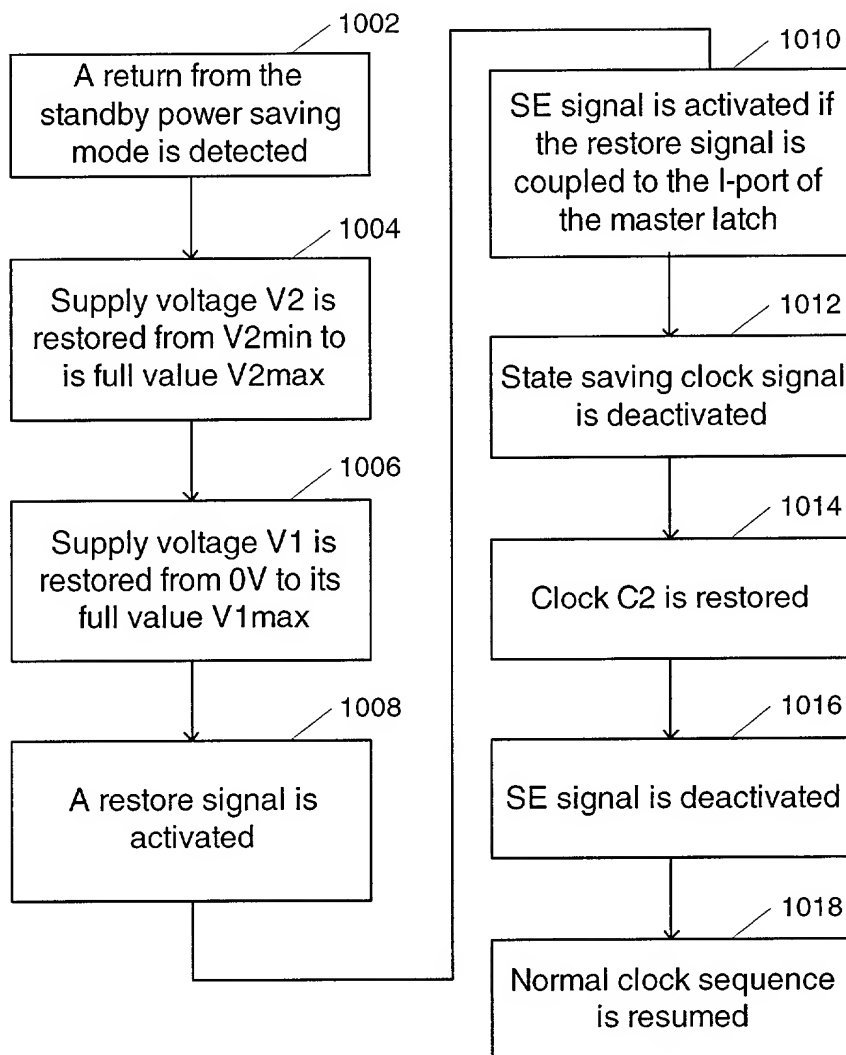 1002
A return from the
standby power saving
mode is detected
1004
Supply voltage V2 is
restored from V2min to
is full value V2max
1006
Supply voltage V1 is
restored from 0V to its
full value V1max
1008
A restore signal is
activated
1010
SE signal is activated if
the restore signal is
coupled to the I-port of
the master latch
1012
State saving clock signal
is deactivated
1014
Clock C2 is restored
1016
SE signal is deactivated
1018
Normal clock sequence
is resumed